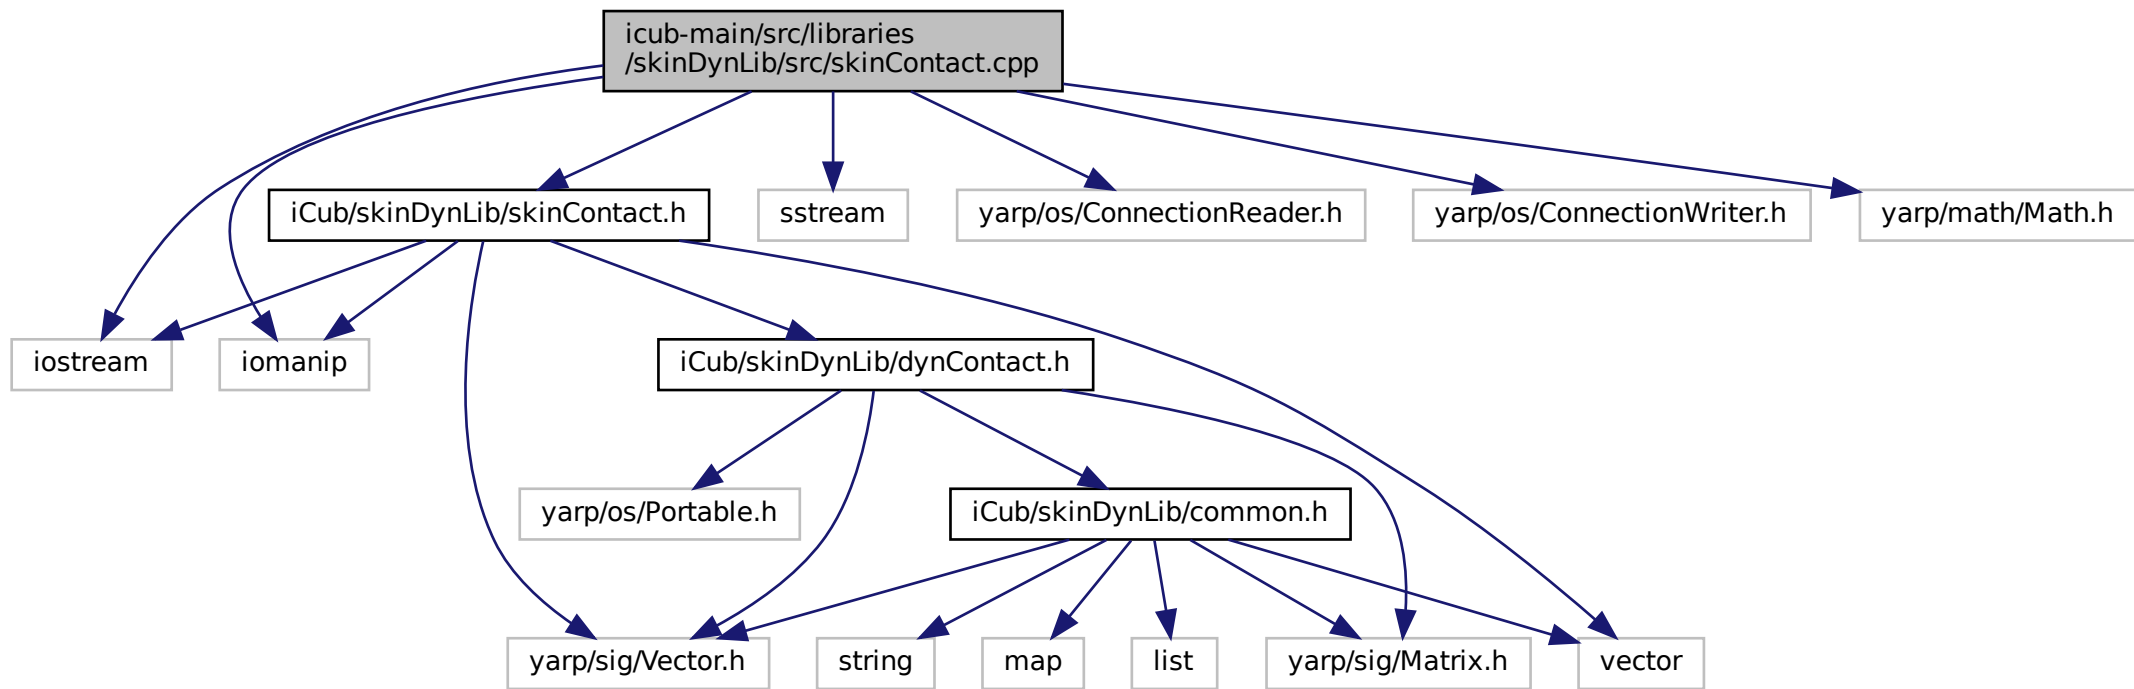 icub-main/src/libraries
/skinDynLib/src/skinContact.cpp
iCub/skinDynLib/skinContact.h
sstream
yarp/os/ConnectionReader.h
yarp/os/ConnectionWriter.h
yarp/math/Math.h
iostream
iomanip
iCub/skinDynLib/dynContact.h
yarp/os/Portable.h
iCub/skinDynLib/common.h
yarp/sig/Vector.h
string
map
list
yarp/sig/Matrix.h
vector